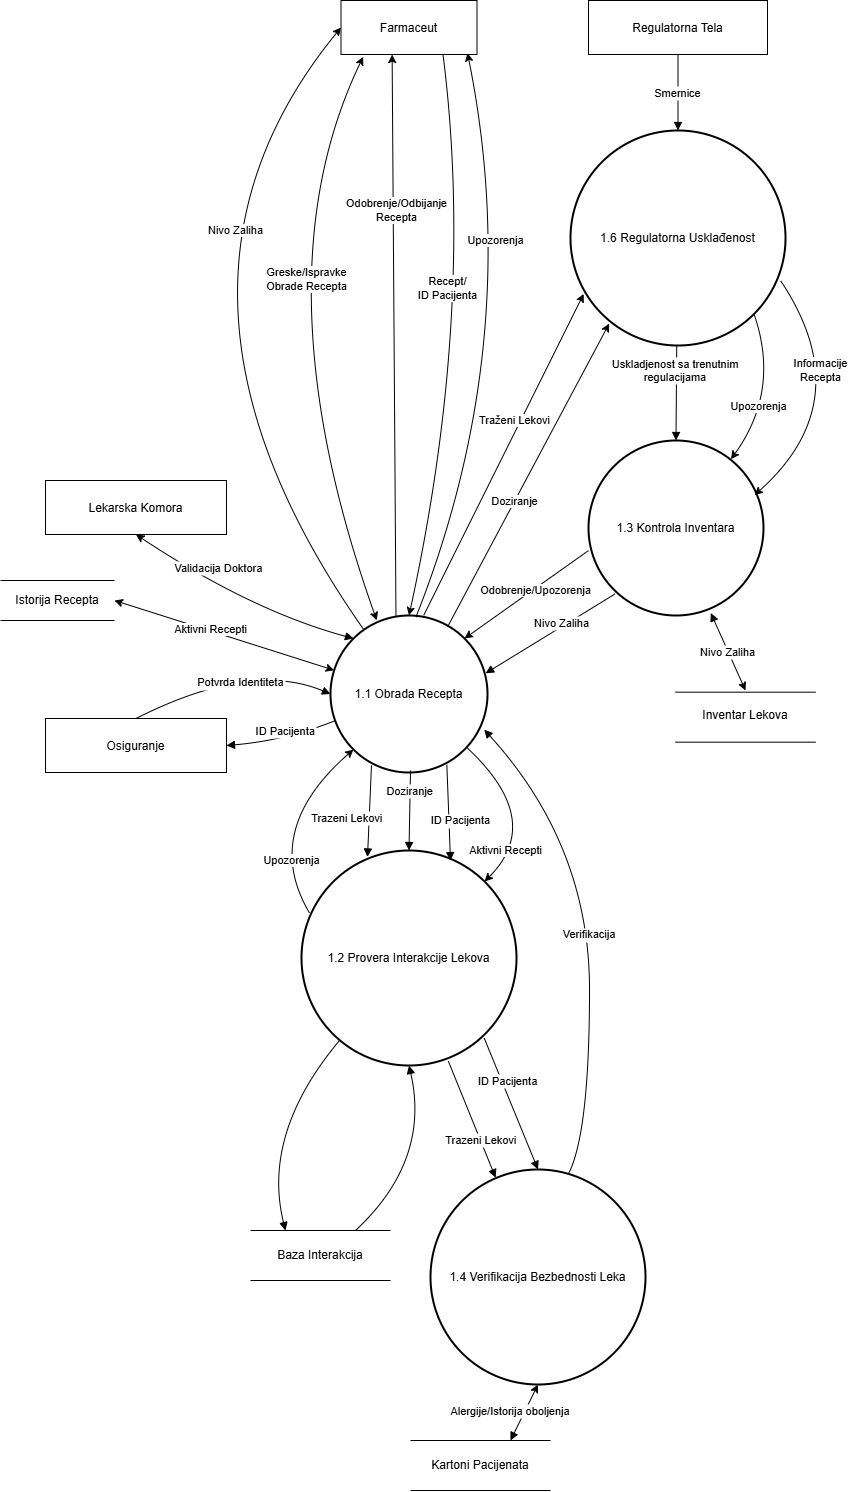 Farmaceut
Regulatorna Tela
Smernice
Odobrenje/Odbijanje
Recepta
Nivo Zaliha
Upozorenja
1.6 Regulatorna Usklađenost
Greske/Ispravke
Obrade Recepta
Recept/
ID Pacijenta
Uskladjenost sa trenutnim
regulacijama
Informacije
Recepta
Upozorenja
Traženi Lekovi
Doziranje
Lekarska Komora
1.3 Kontrola Inventara
Validacija Doktora
Istorija Recepta
Odobrenje/Upozorenja
Aktivni Recepti
Nivo Zaliha
Nivo Zaliha
Potvrda Identiteta
1.1 Obrada Recepta
Inventar Lekova
ID Pacijenta
Osiguranje
Doziranje
Trazeni Lekovi
ID Pacijenta
Aktivni Recepti
Upozorenja
Verifikacija
1.2 Provera Interakcije Lekova
ID Pacijenta
Trazeni Lekovi
Baza Interakcija
1.4 Verifikacija Bezbednosti Leka
Alergije/Istorija oboljenja
Kartoni Pacijenata